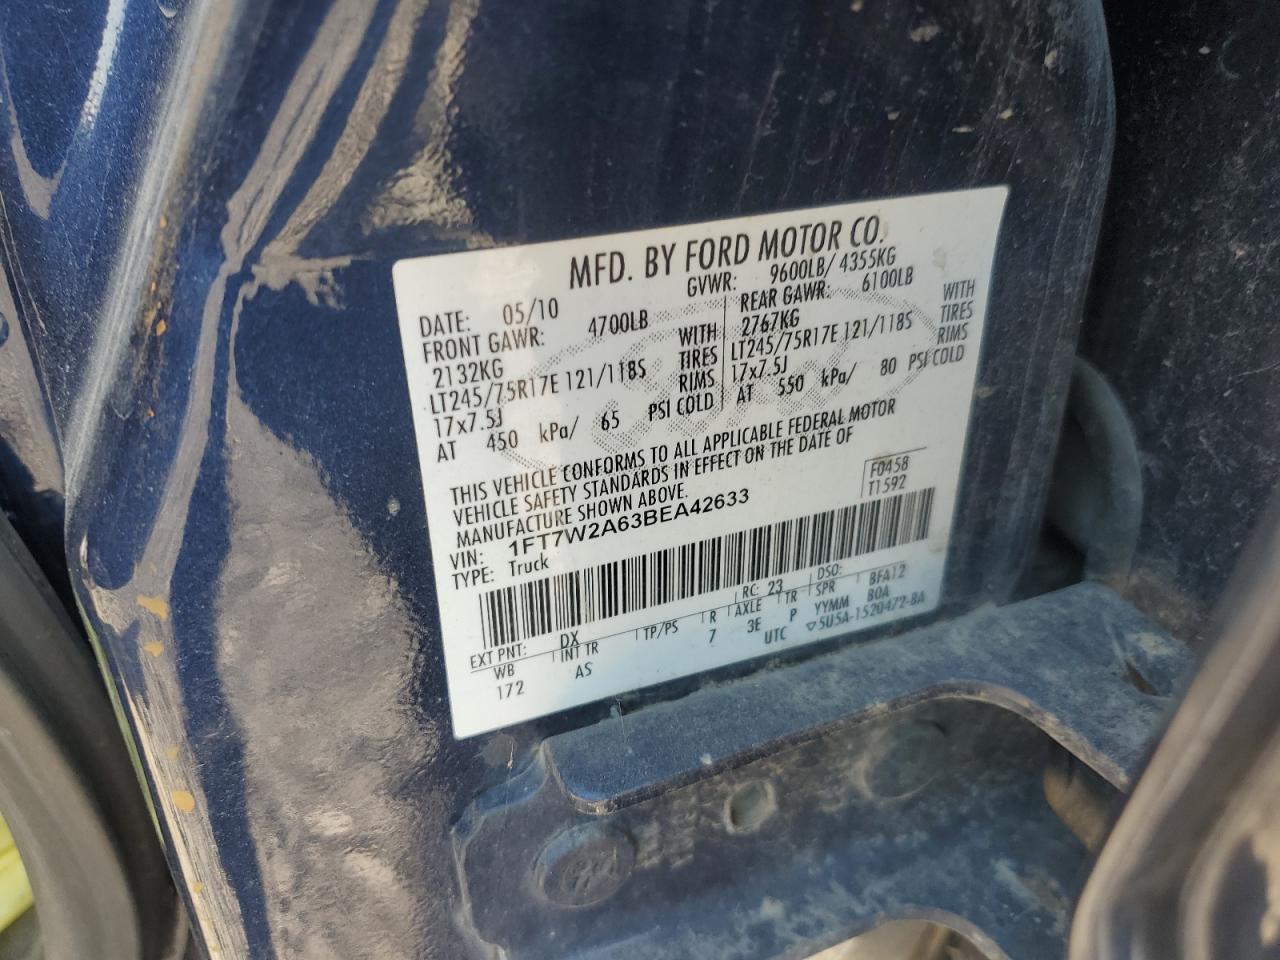 MFD. BY FORD MOTOR CO.
DATE: 05/10 GVWR: 9600LB/ 4355KG
FRONT GAWR: 4700LB REAR GAWR: 6100LB
2132KG WITH 2767KG WITH
LT245/75R17E 121/118S TIRES LT245/75R17E 121/118S TIRES
17x7.5J RIMS 17x7.5J RIMS
AT 450 kPa/ 65 PSI COLD AT 550 kPa/ 80 PSI COLD
THIS VEHICLE CONFORMS TO ALL APPLICABLE FEDERAL MOTOR
VEHICLE SAFETY STANDARDS IN EFFECT ON THE DATE OF
MANUFACTURE SHOWN ABOVE.
F0458
T1592
VIN: 1FT7W2A63BEA42633
TYPE: Truck
EXT PNT: DX RC: 23 DSO:
WB INT TR TP/PS R AXLE TR SPR BFA12
172 AS 7 3E P YYMM B0A
UTC ▽5U5A-1520472-BA